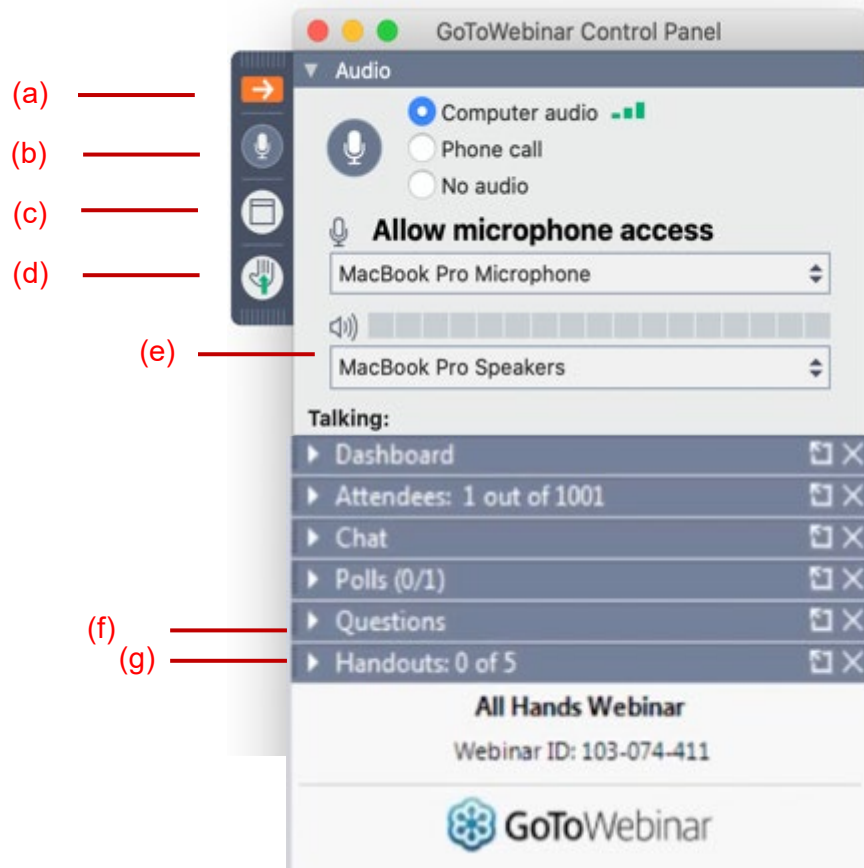 GoToWebinar Control Panel
Audio
(a)
Computer audio
(b)
Phone call
No audio
(c)
Allow microphone access
(d)
MacBook Pro Microphone
(e)
MacBook Pro Speakers
Talking:
Dashboard
Attendees: 1 out of 1001
Chat
Polls (0/1)
(f)
Questions
(g)
Handouts: 0 of 5
All Hands Webinar
Webinar ID: 103-074-411
GoToWebinar